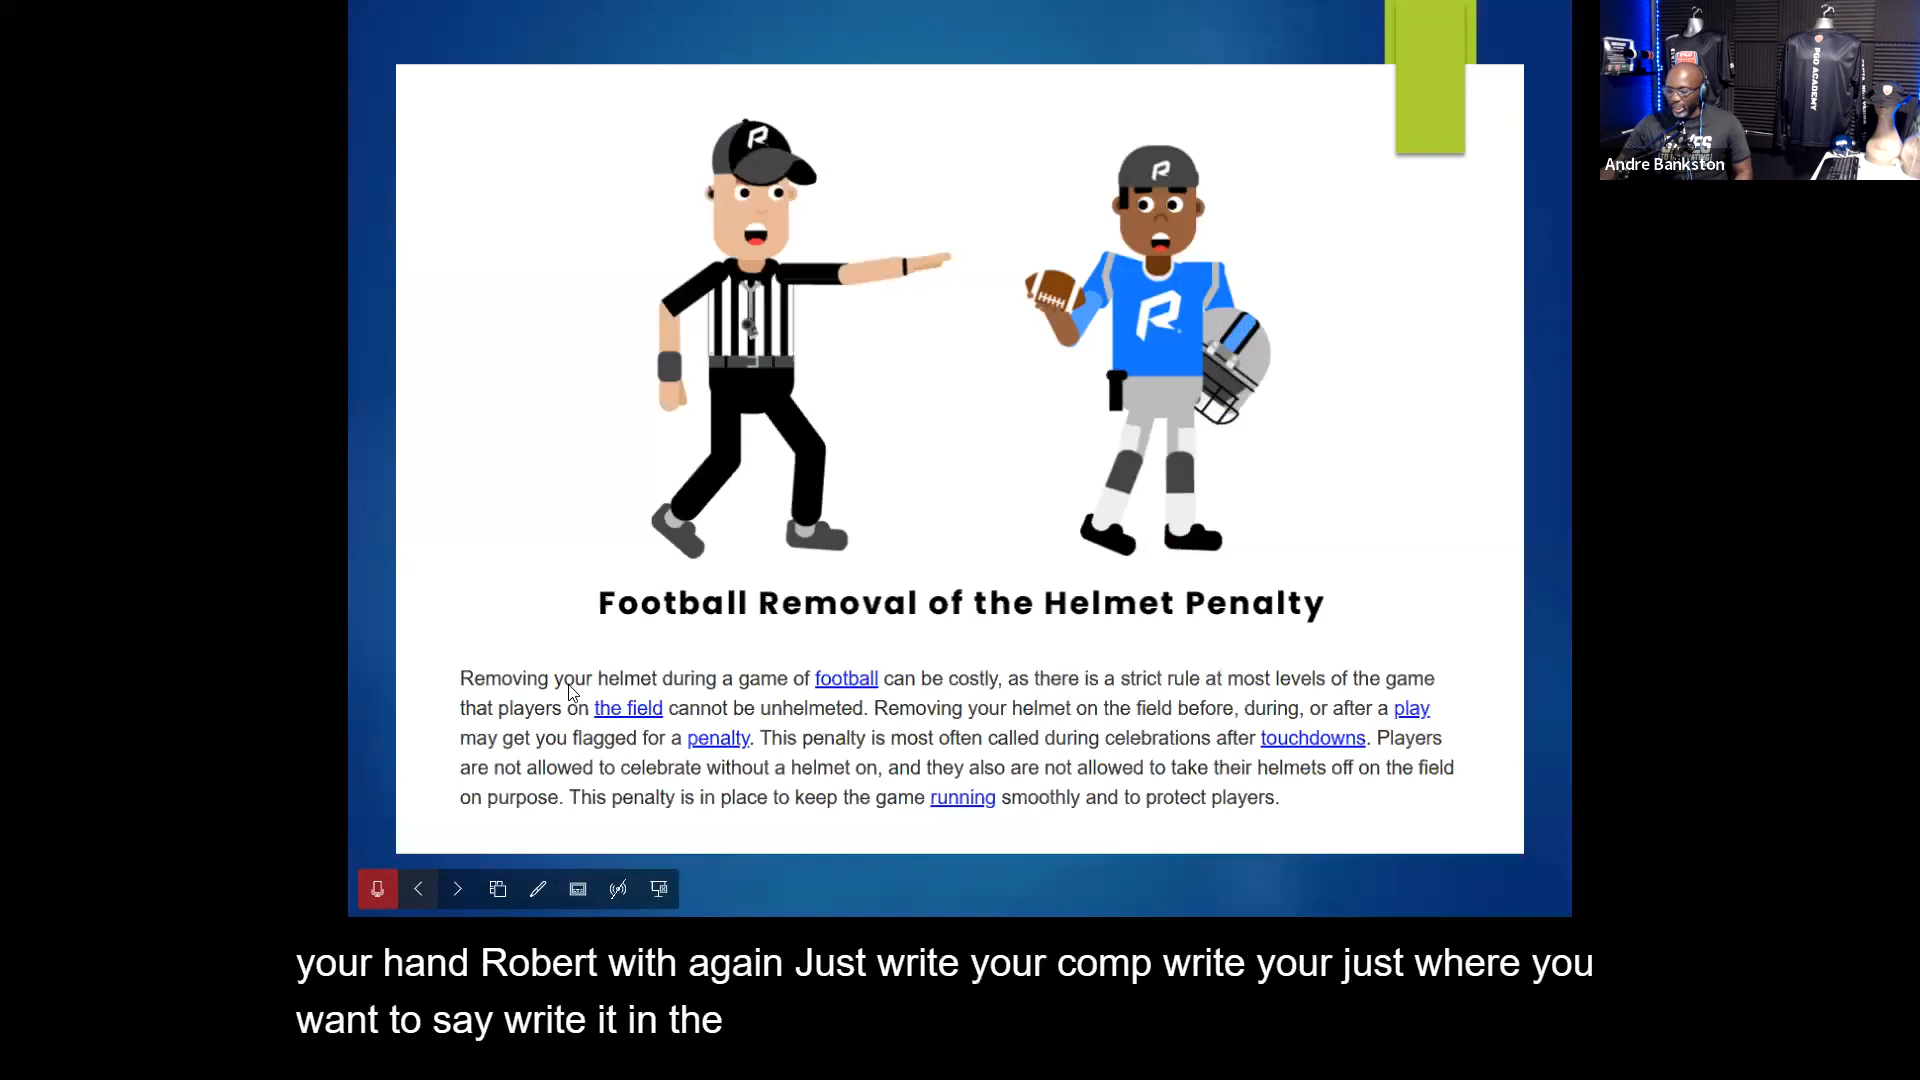 R
R
R
PGO ACADEMY
Andre Bankston
Football Removal of the Helmet Penalty
Removing your helmet during a game of football can be costly, as there is a strict rule at most levels of the game
that players on the field cannot be unhelmeted. Removing your helmet on the field before, during, or after a play
may get you flagged for a penalty. This penalty is most often called during celebrations after touchdowns. Players
are not allowed to celebrate without a helmet on, and they also are not allowed to take their helmets off on the field
on purpose. This penalty is in place to keep the game running smoothly and to protect players.
your hand Robert with again Just write your comp write your just where you
want to say write it in the